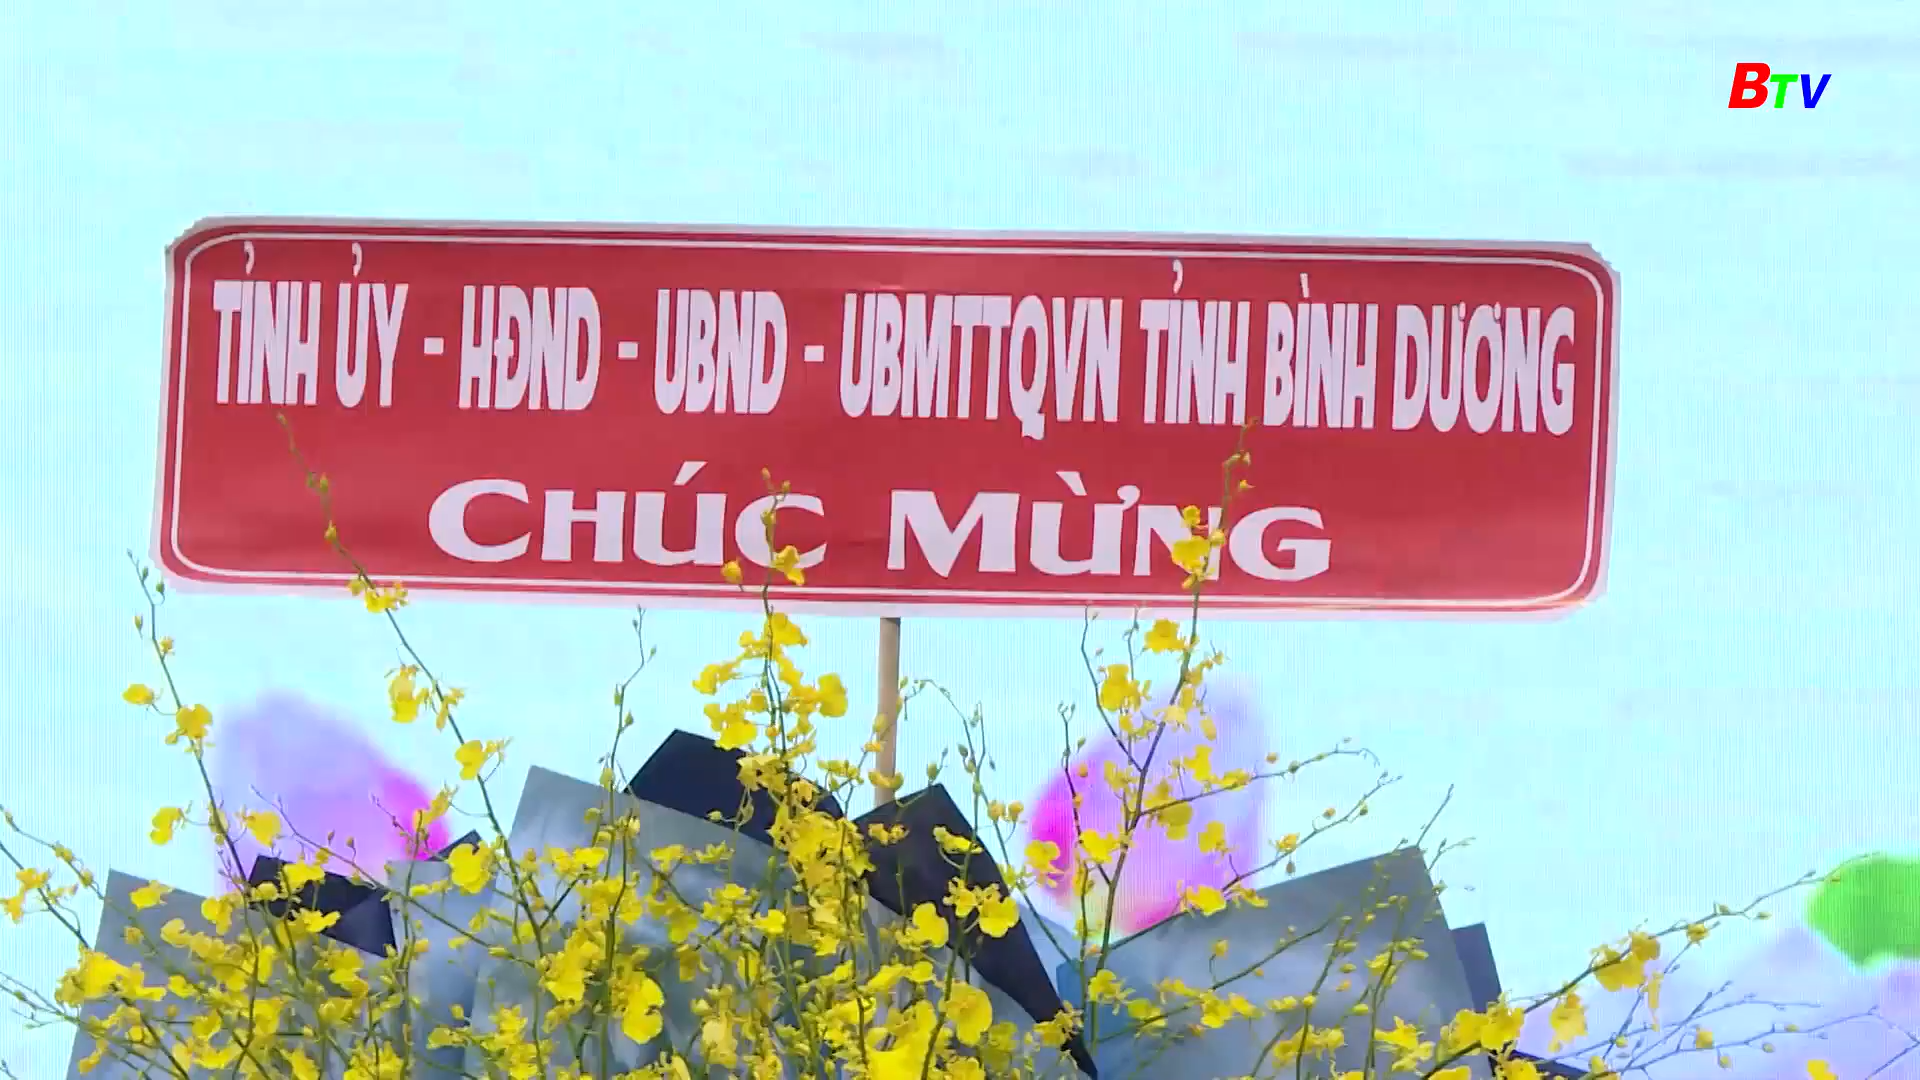 BTV
TỈNH ỦY - HĐND - UBND - UBMTTQVN TỈNH BÌNH DƯƠNG
CHÚC MỪNG